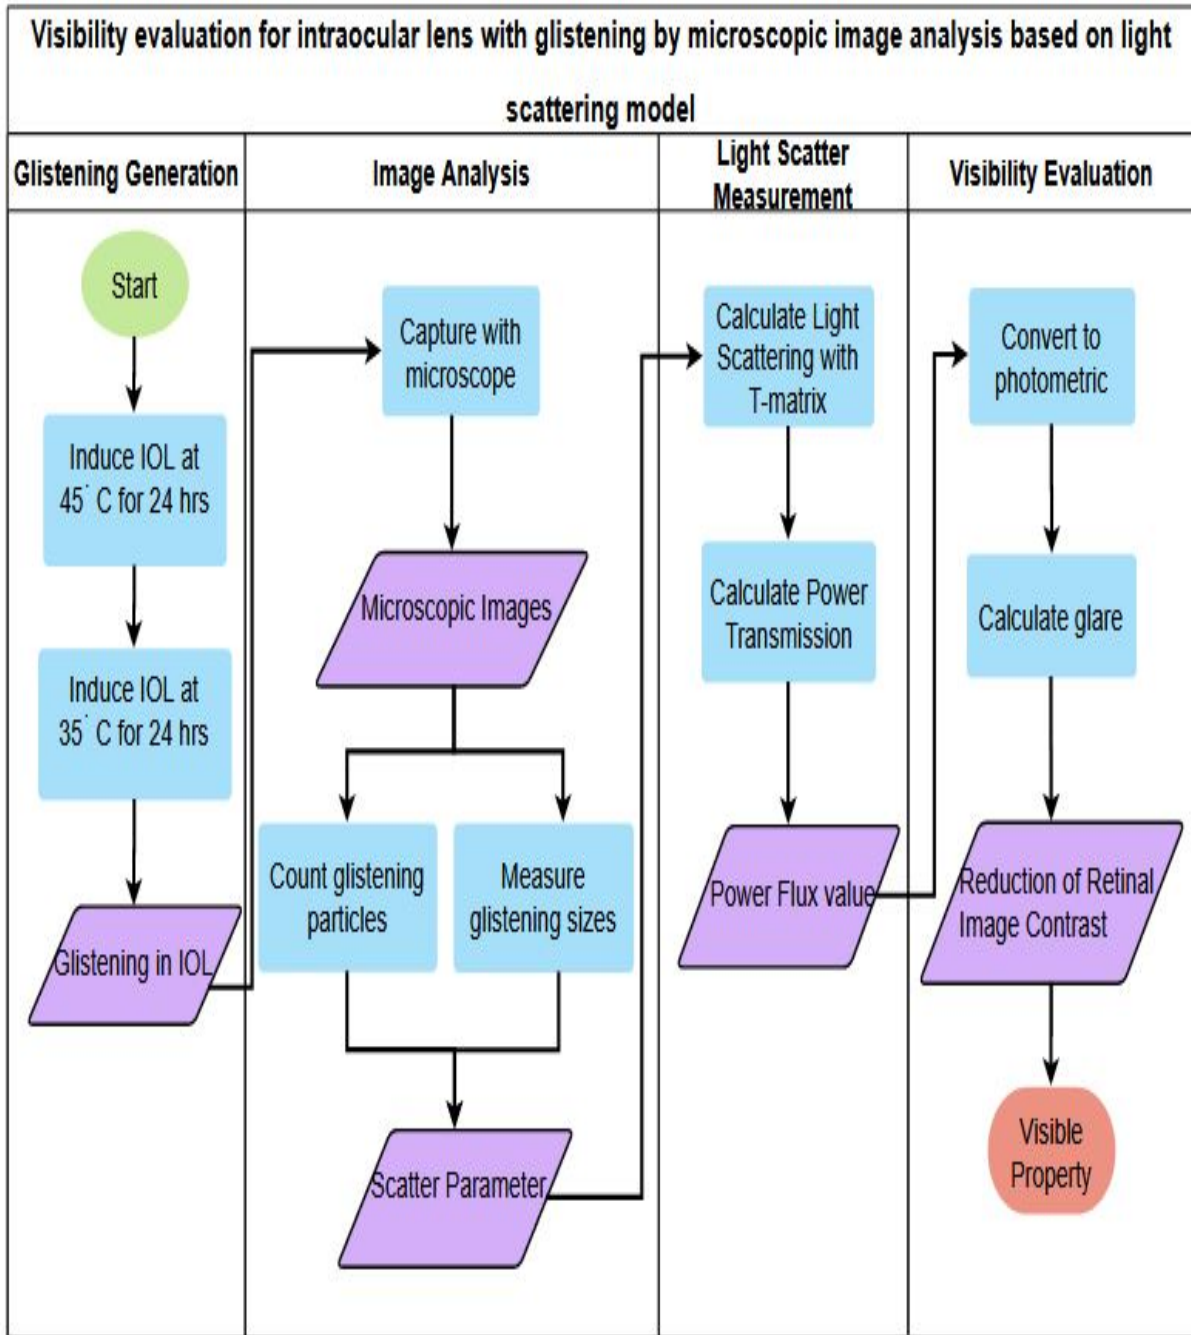 Visibility evaluation for intraocular lens with glistening by microscopic image analysis based on light
scattering model
Glistening Generation
Image Analysis
Light Scatter
Measurement
Visibility Evaluation
Start
Induce IOL at
45˙ C for 24 hrs
Induce IOL at
35˙ C for 24 hrs
Glistening in IOL
Capture with
microscope
Microscopic Images
Count glistening
particles
Measure
glistening sizes
Scatter Parameter
Calculate Light
Scattering with
T-matrix
Calculate Power
Transmission
Power Flux value
Convert to
photometric
Calculate glare
Reduction of Retinal
Image Contrast
Visible
Property